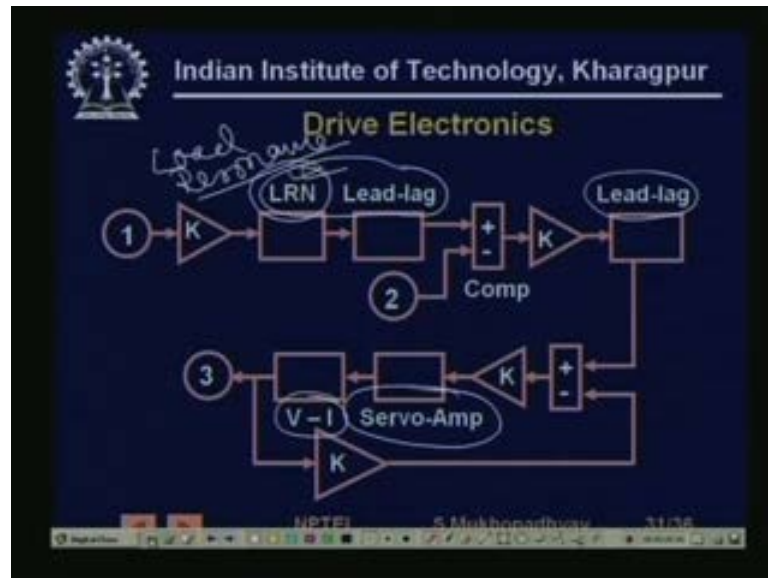 Indian Institute of Technology, Kharagpur
Drive Electronics
Load
Resonance
LRN Lead-lag Lead-lag
1 K + - K
2 Comp
3 K + -
V – I Servo-Amp
K
NPTEL S.Mukhopadhyay 31/36